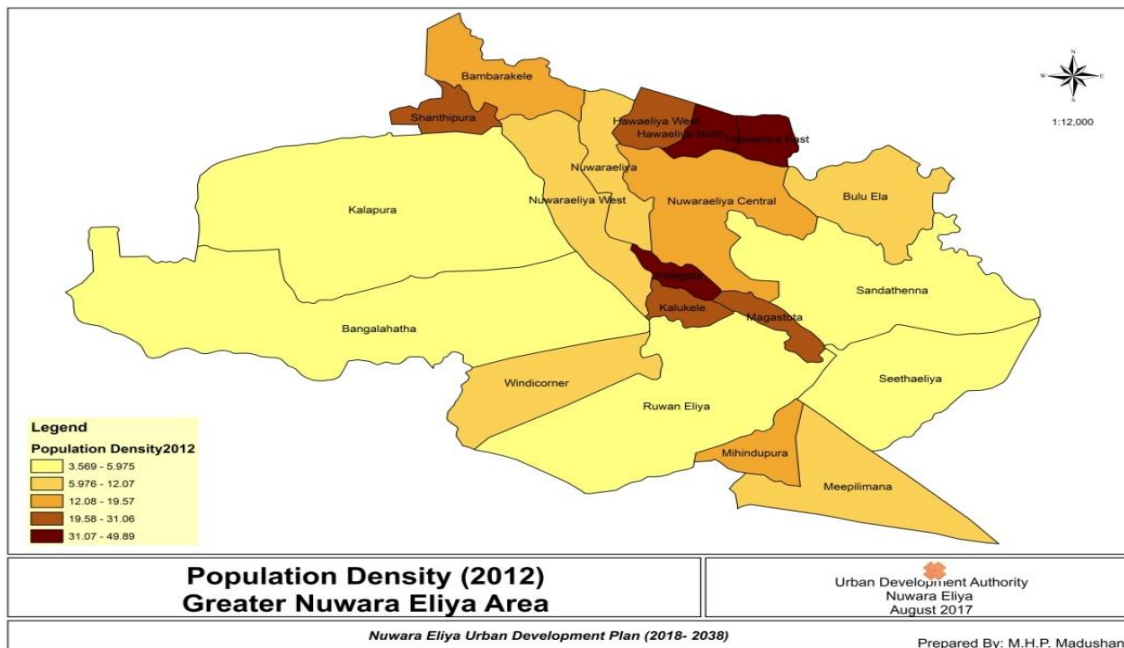 N
W E
S
1:12,000
Bambarakele
Shanthipura
Hawaeliya West
Hawaeliya North
Hawaeliya East
Nuwaraeliya
Bulu Ela
Nuwaraeliya West
Nuwaraeliya Central
Kalapura
Sandathenna
Kalukele
Magastota
Bangalahatha
Seethaeliya
Windicorner
Ruwan Eliya
Mihindupura
Meepilimana
Legend
Population Density2012
3.569 - 5.975
5.976 - 12.07
12.08 - 19.57
19.58 - 31.06
31.07 - 49.89
Population Density (2012)
Greater Nuwara Eliya Area
Urban Development Authority
Nuwara Eliya
August 2017
Nuwara Eliya Urban Development Plan (2018- 2038)
Prepared By: M.H.P. Madushan